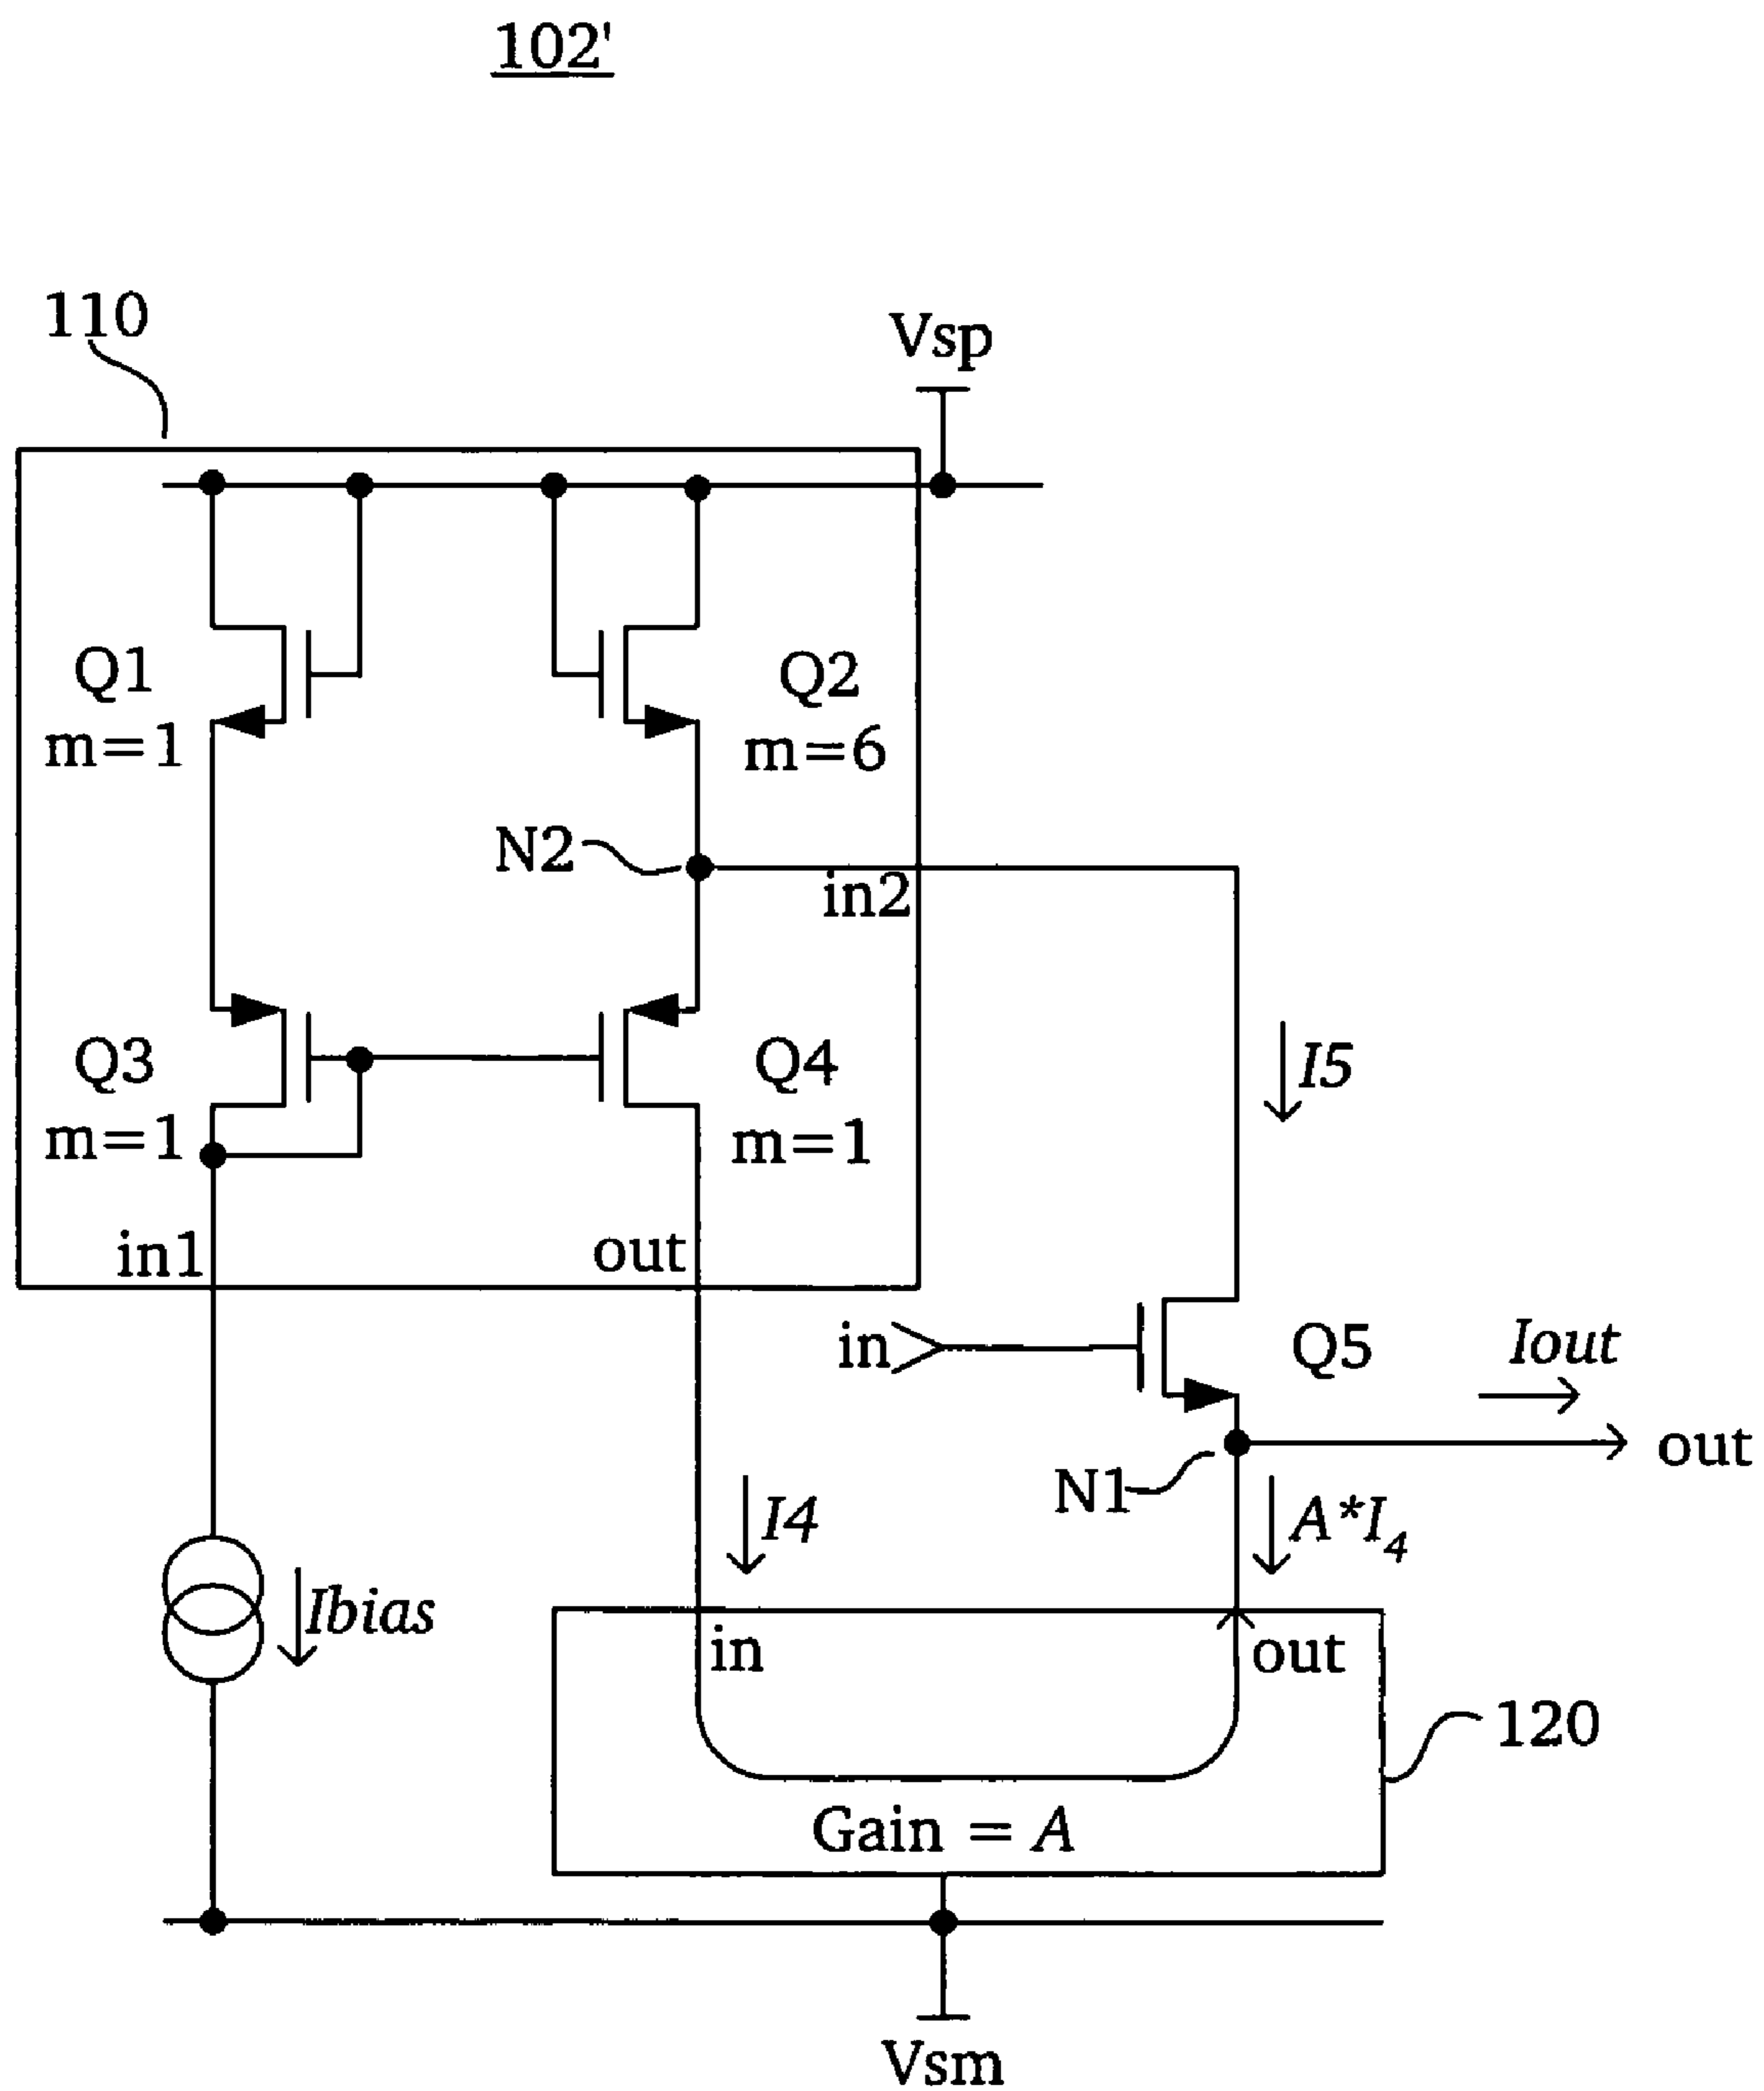 102'
110
Vsp
Q1
m=1
Q2
m=6
N2
in2
Q3
m=1
Q4
m=1
I5
in1
out
in
Q5
Iout
out
N1
I4
A*I4
Ibias
in
out
120
Gain = A
Vsm